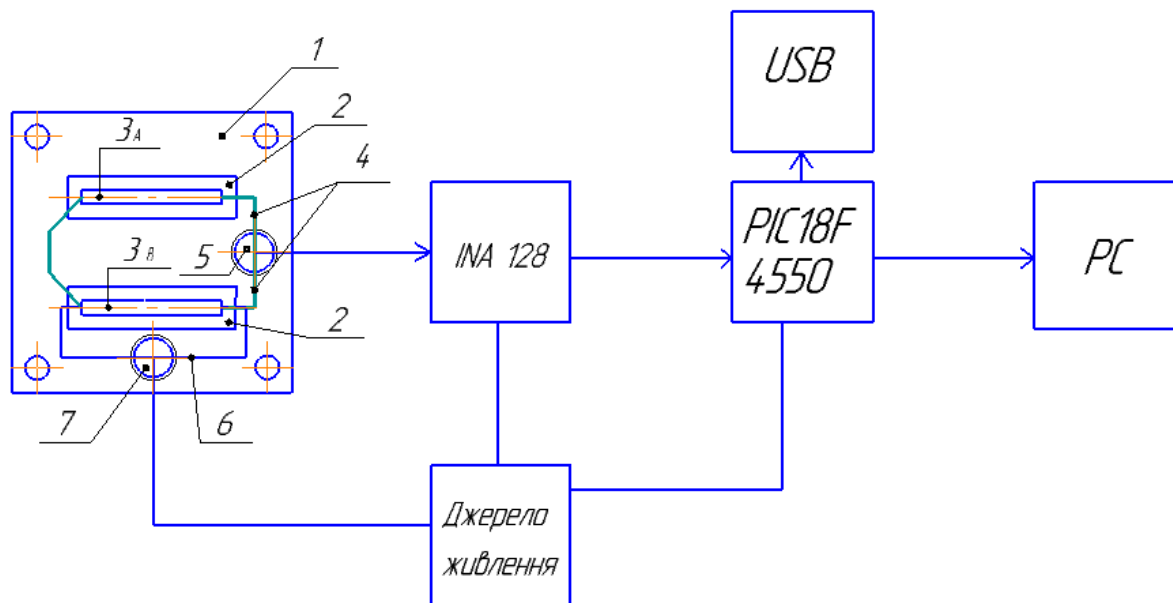 1
2
3A
4
3B
5
2
7
6
INA 128
USB
PIC18F
4550
PC
Джерело
живлення